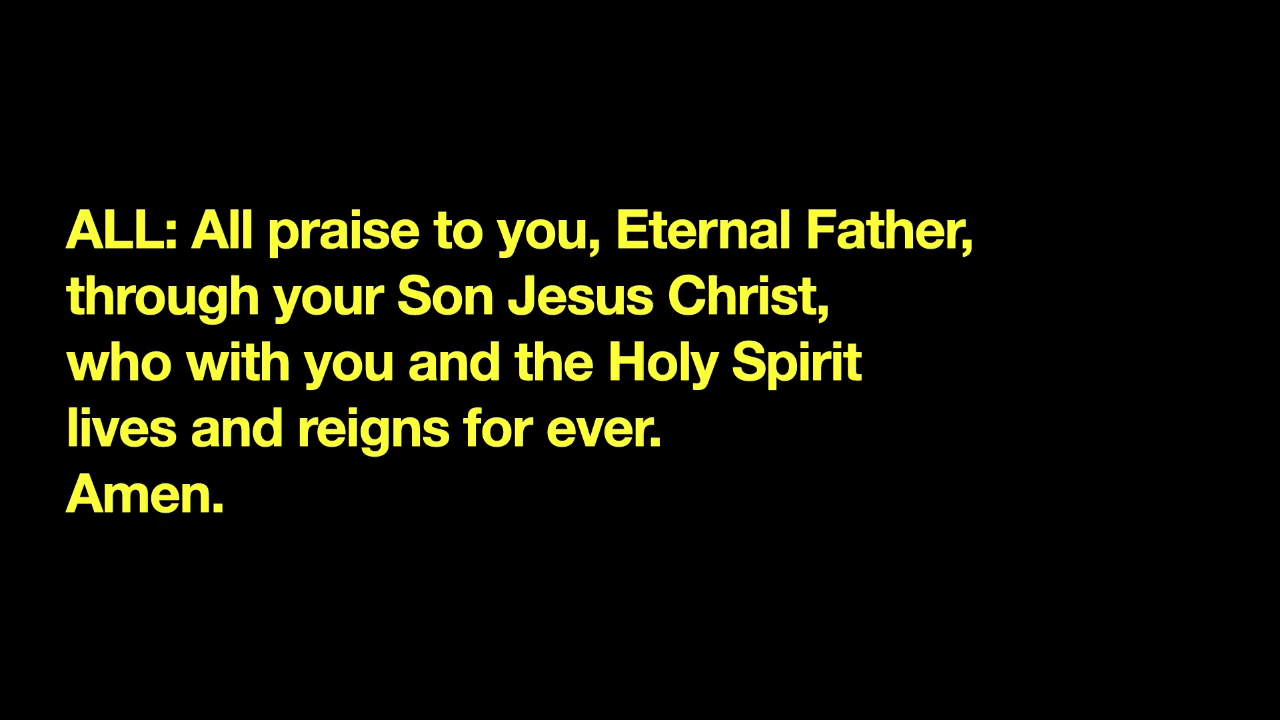 ALL: All praise to you, Eternal Father,
through your Son Jesus Christ,
who with you and the Holy Spirit
lives and reigns for ever.
Amen.